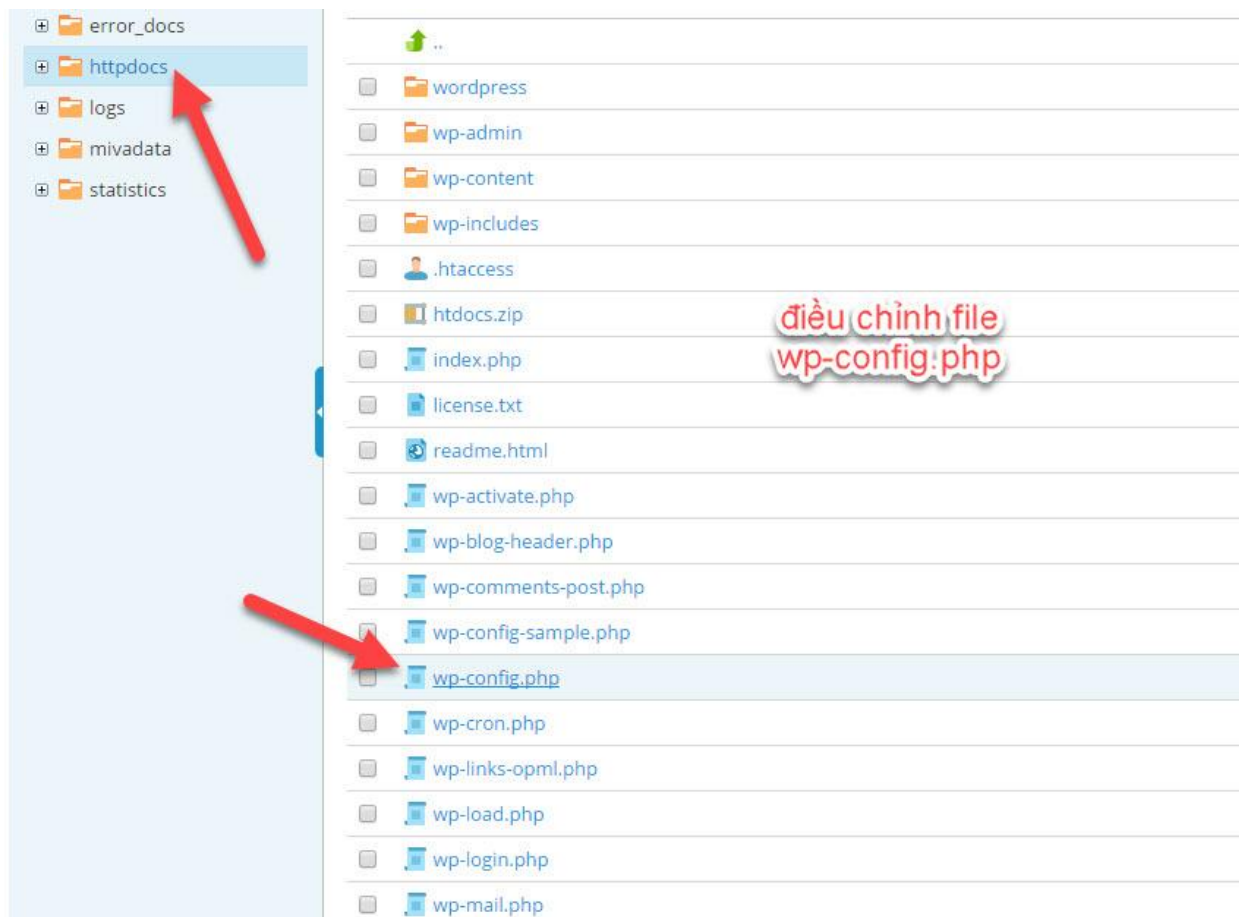 error_docs
httpdocs
logs
mivadata
statistics
..
wordpress
wp-admin
wp-content
wp-includes
.htaccess
htdocs.zip
điều chỉnh file
wp-config.php
index.php
license.txt
readme.html
wp-activate.php
wp-blog-header.php
wp-comments-post.php
wp-config-sample.php
wp-config.php
wp-cron.php
wp-links-opml.php
wp-load.php
wp-login.php
wp-mail.php